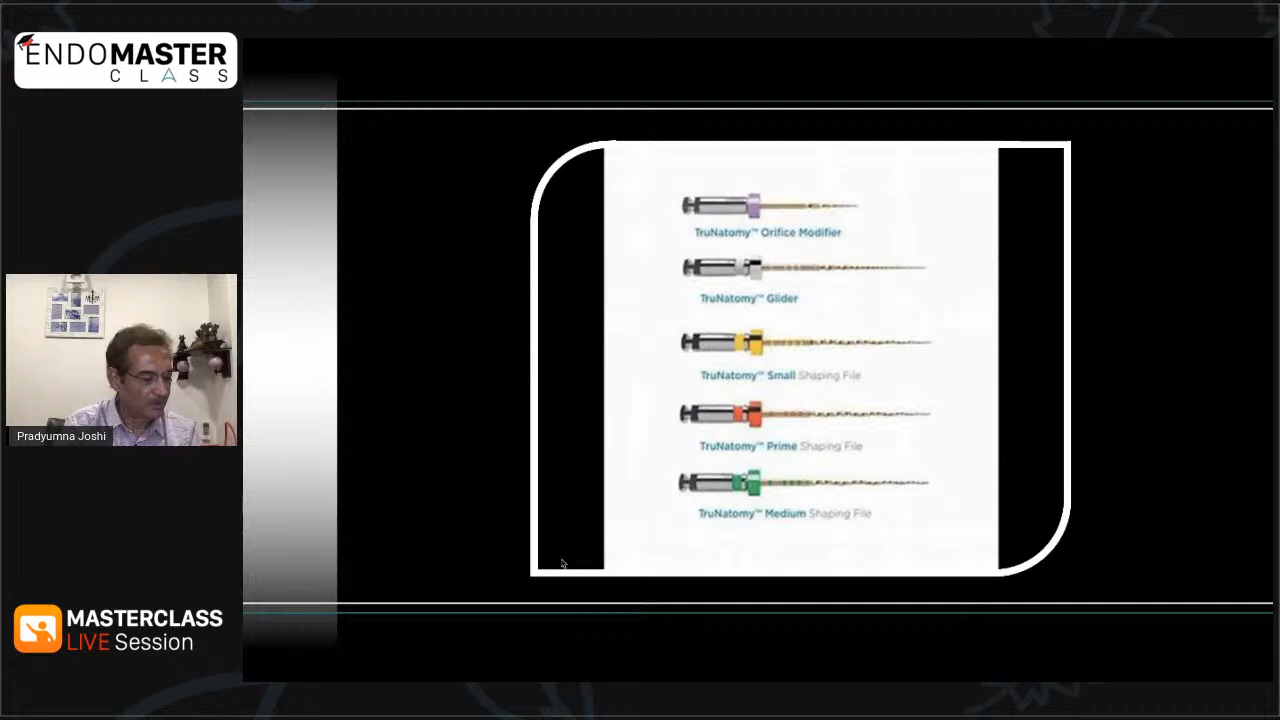 ENDOMASTER
CLASS
TruNatomy™ Orifice Modifier
TruNatomy™ Glider
TruNatomy™ Small Shaping File
TruNatomy™ Prime Shaping File
TruNatomy™ Medium Shaping File
Pradyumna Joshi
MASTERCLASS
LIVE Session